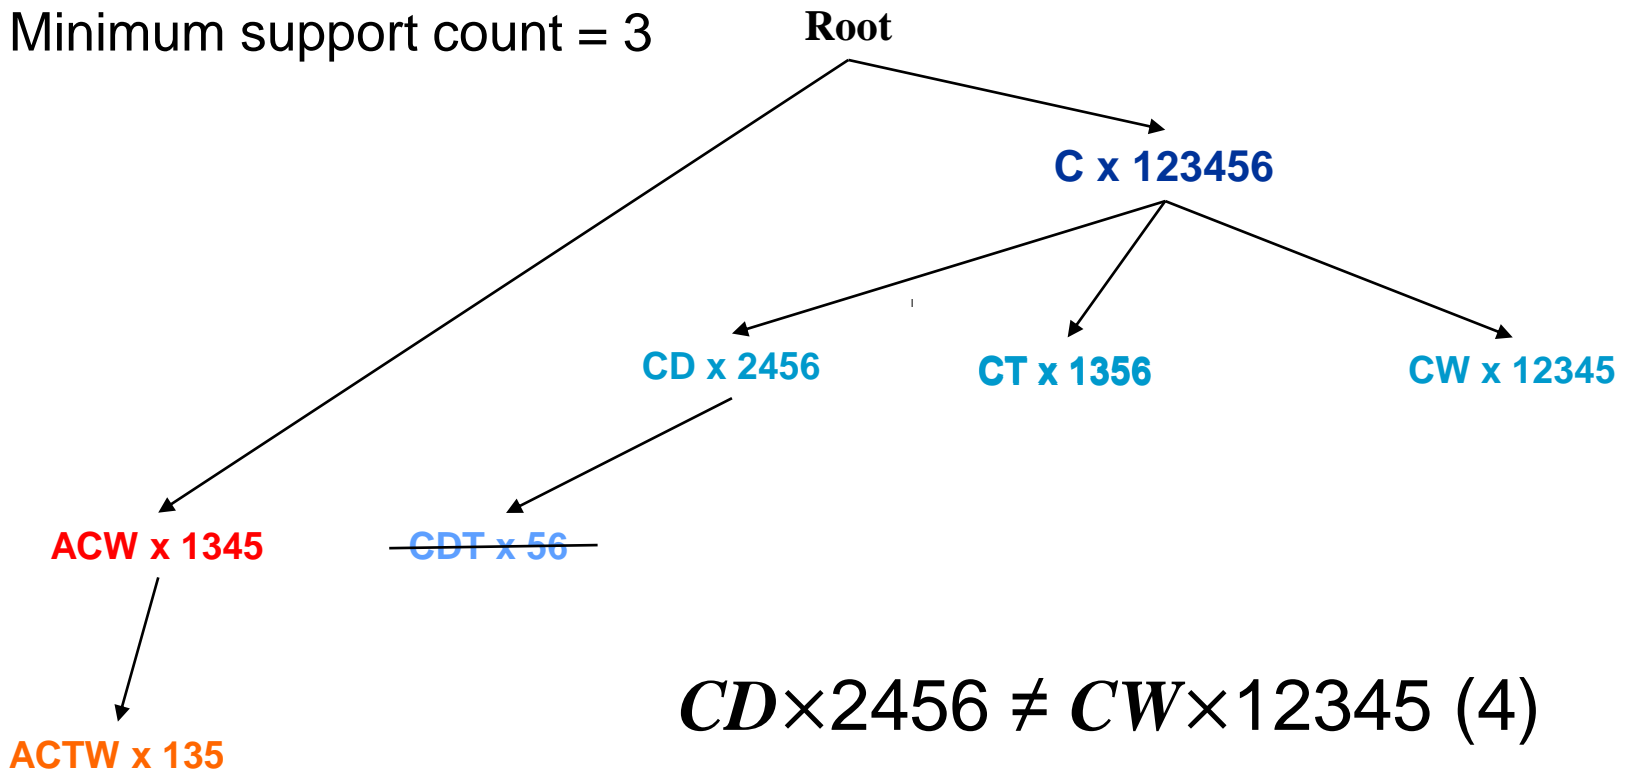 Minimum support count = 3
Root
C x 123456
CD x 2456
CT x 1356
CW x 12345
ACW x 1345
CDT x 56
CD×2456 ≠ CW×12345 (4)
ACTW x 135